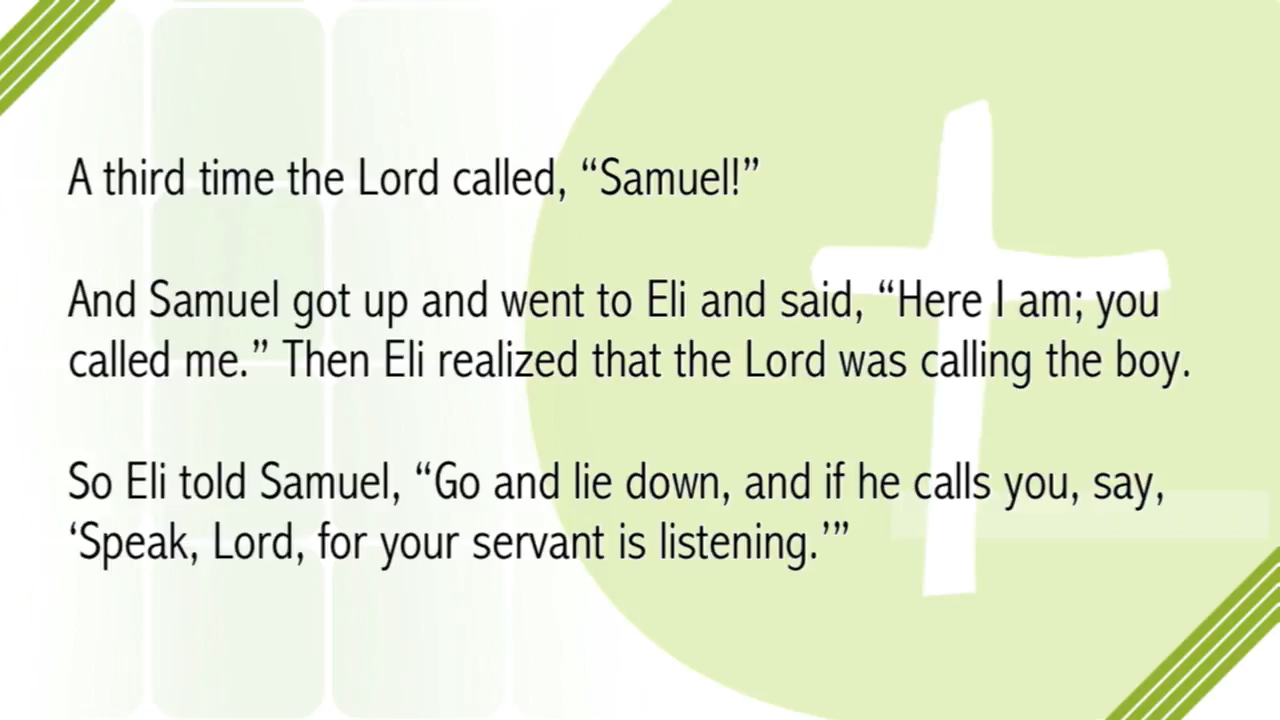 A third time the Lord called, “Samuel!”
And Samuel got up and went to Eli and said, “Here I am; you
called me.” Then Eli realized that the Lord was calling the boy.
So Eli told Samuel, “Go and lie down, and if he calls you, say,
‘Speak, Lord, for your servant is listening.’”